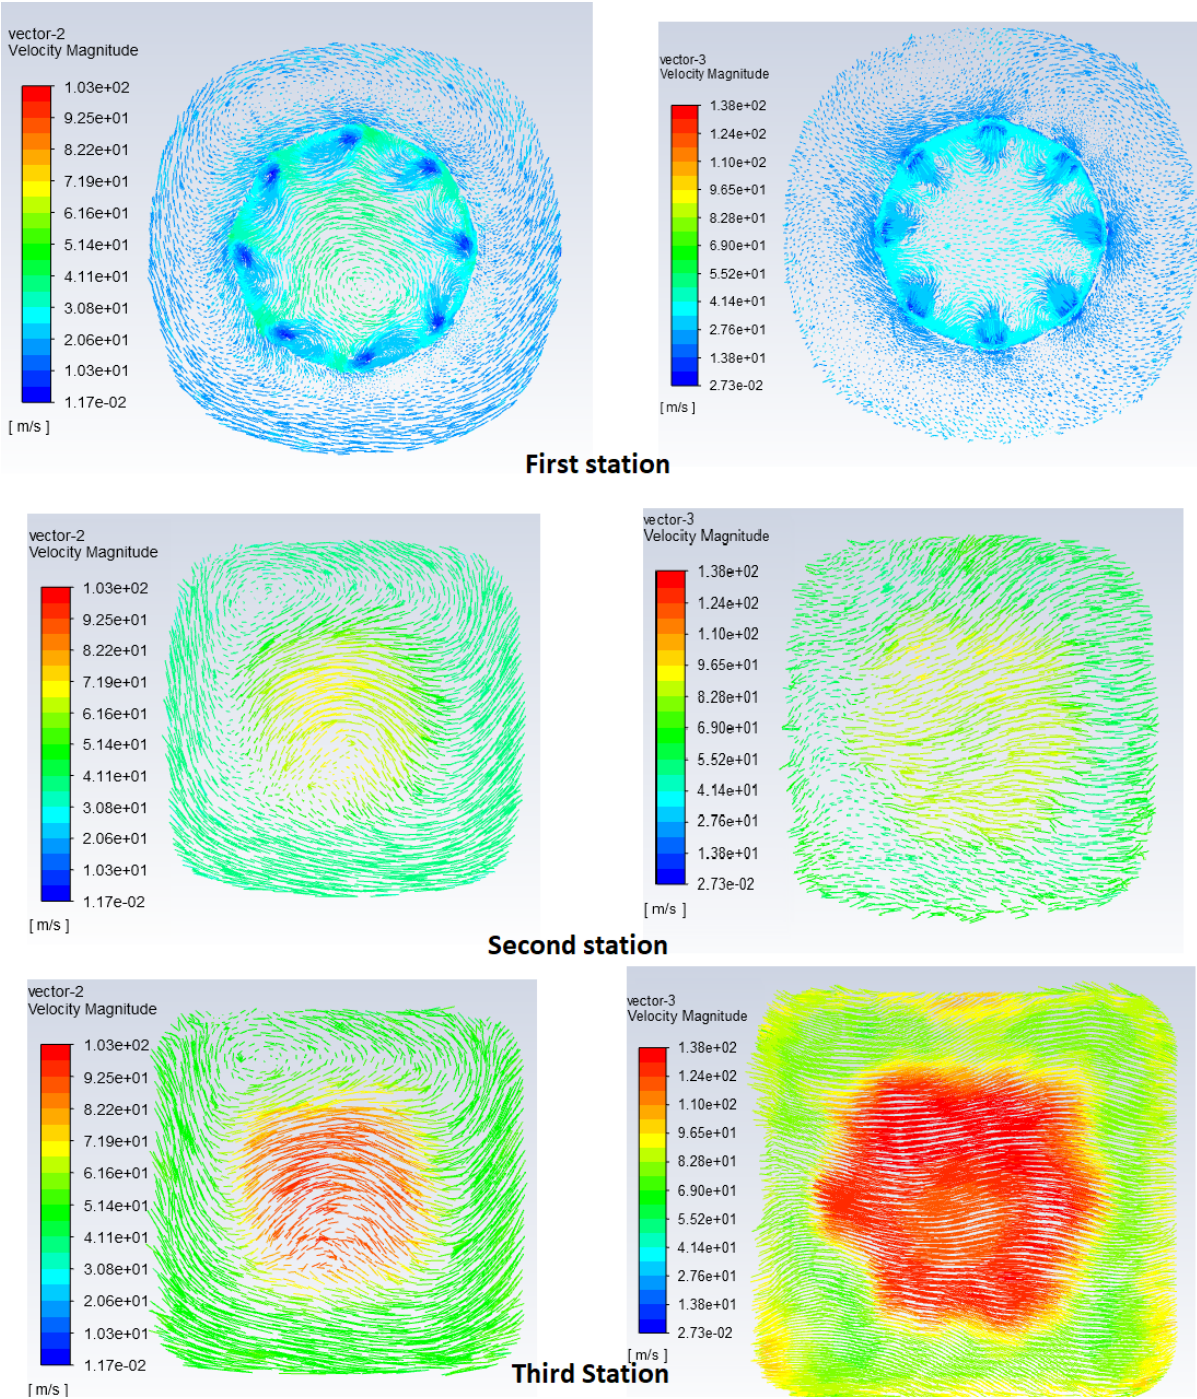 vector-2
Velocity Magnitude
1.03e+02
9.25e+01
8.22e+01
7.19e+01
6.16e+01
5.14e+01
4.11e+01
3.08e+01
2.06e+01
1.03e+01
1.17e-02
[ m/s ]
vector-3
Velocity Magnitude
1.38e+02
1.24e+02
1.10e+02
9.65e+01
8.28e+01
6.90e+01
5.52e+01
4.14e+01
2.76e+01
1.38e+01
2.73e-02
[ m/s ]
First station
vector-2
Velocity Magnitude
1.03e+02
9.25e+01
8.22e+01
7.19e+01
6.16e+01
5.14e+01
4.11e+01
3.08e+01
2.06e+01
1.03e+01
1.17e-02
[ m/s ]
vector-3
Velocity Magnitude
1.38e+02
1.24e+02
1.10e+02
9.65e+01
8.28e+01
6.90e+01
5.52e+01
4.14e+01
2.76e+01
1.38e+01
2.73e-02
[ m/s ]
Second station
vector-2
Velocity Magnitude
1.03e+02
9.25e+01
8.22e+01
7.19e+01
6.16e+01
5.14e+01
4.11e+01
3.08e+01
2.06e+01
1.03e+01
1.17e-02
[ m/s ]
vector-3
Velocity Magnitude
1.38e+02
1.24e+02
1.10e+02
9.65e+01
8.28e+01
6.90e+01
5.52e+01
4.14e+01
2.76e+01
1.38e+01
2.73e-02
[ m/s ]
Third Station